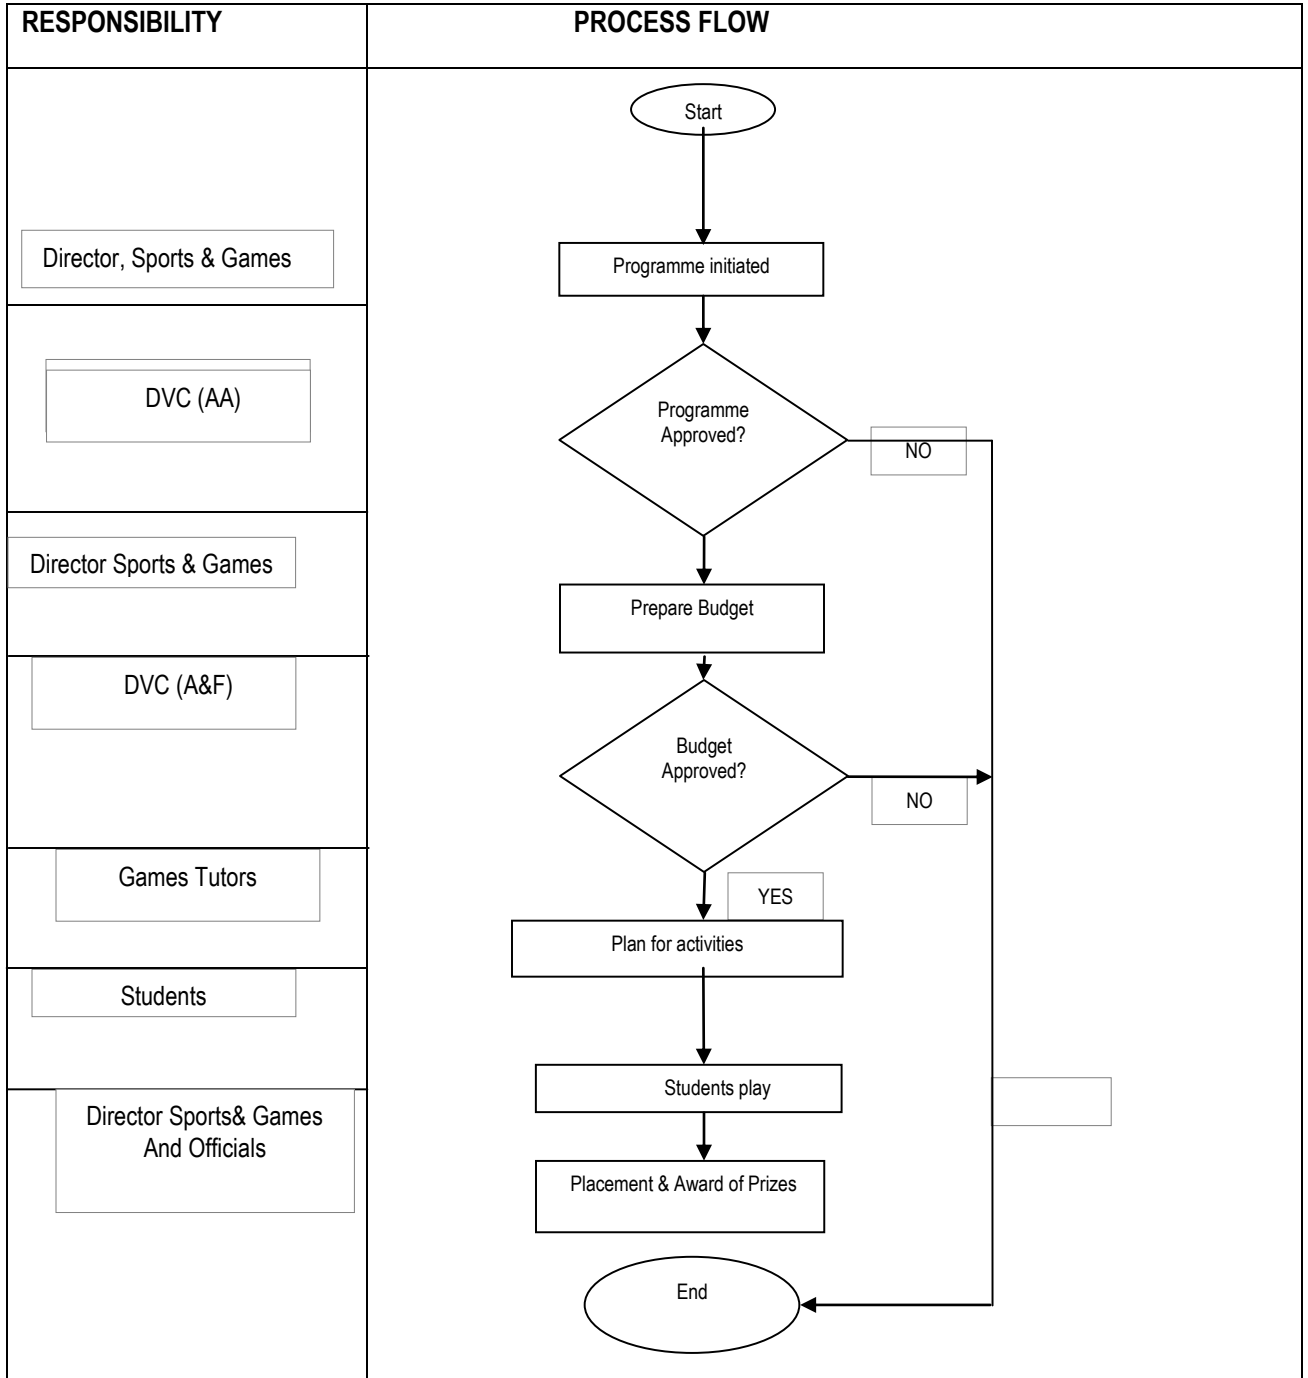 RESPONSIBILITY
PROCESS FLOW
Start
Director, Sports & Games
Programme initiated
DVC (AA)
Programme
Approved?
NO
Director Sports & Games
Prepare Budget
DVC (A&F)
Budget
Approved?
NO
Games Tutors
YES
Plan for activities
Students
Students play
Director Sports& Games
And Officials
Placement & Award of Prizes
End